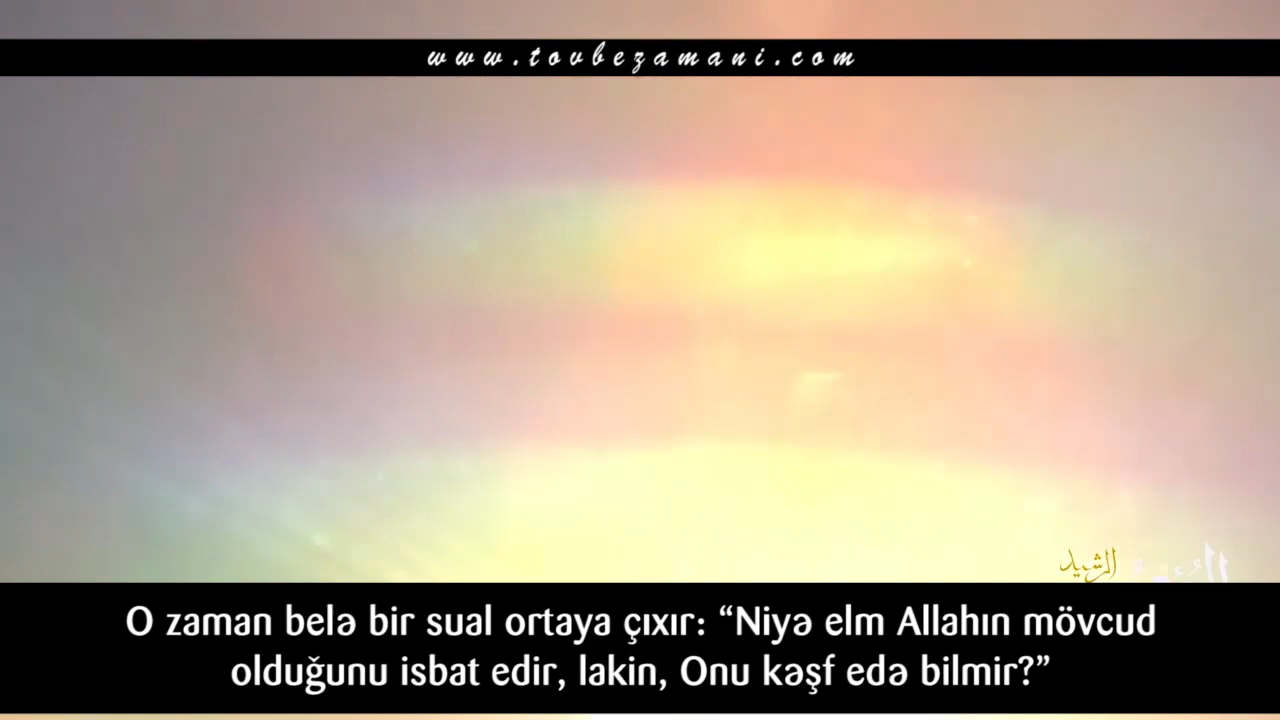 www.tovbezamani.com
الرشيد
O zaman belə bir sual ortaya çıxır: “Niyə elm Allahın mövcud
olduğunu isbat edir, lakin, Onu kəşf edə bilmir?”